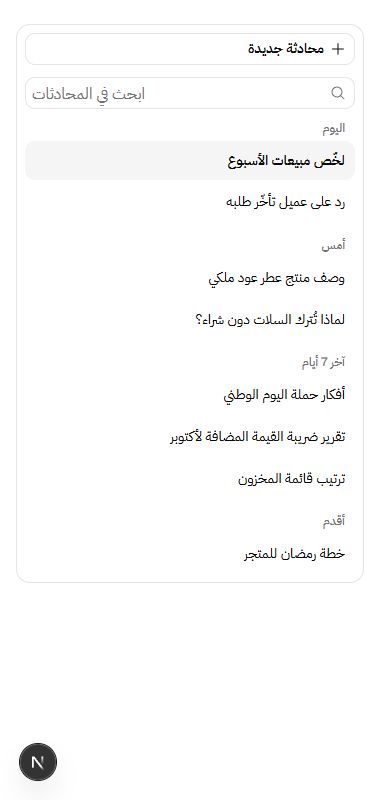 محادثة جديدة
ابحث في المحادثات
اليوم
لخّص مبيعات الأسبوع
رد على عميل تأخّر طلبه
أمس
وصف منتج عطر عود ملكي
لماذا تُترك السلات دون شراء؟
آخر 7 أيام
أفكار حملة اليوم الوطني
تقرير ضريبة القيمة المضافة لأكتوبر
ترتيب قائمة المخزون
أقدم
خطة رمضان للمتجر
N